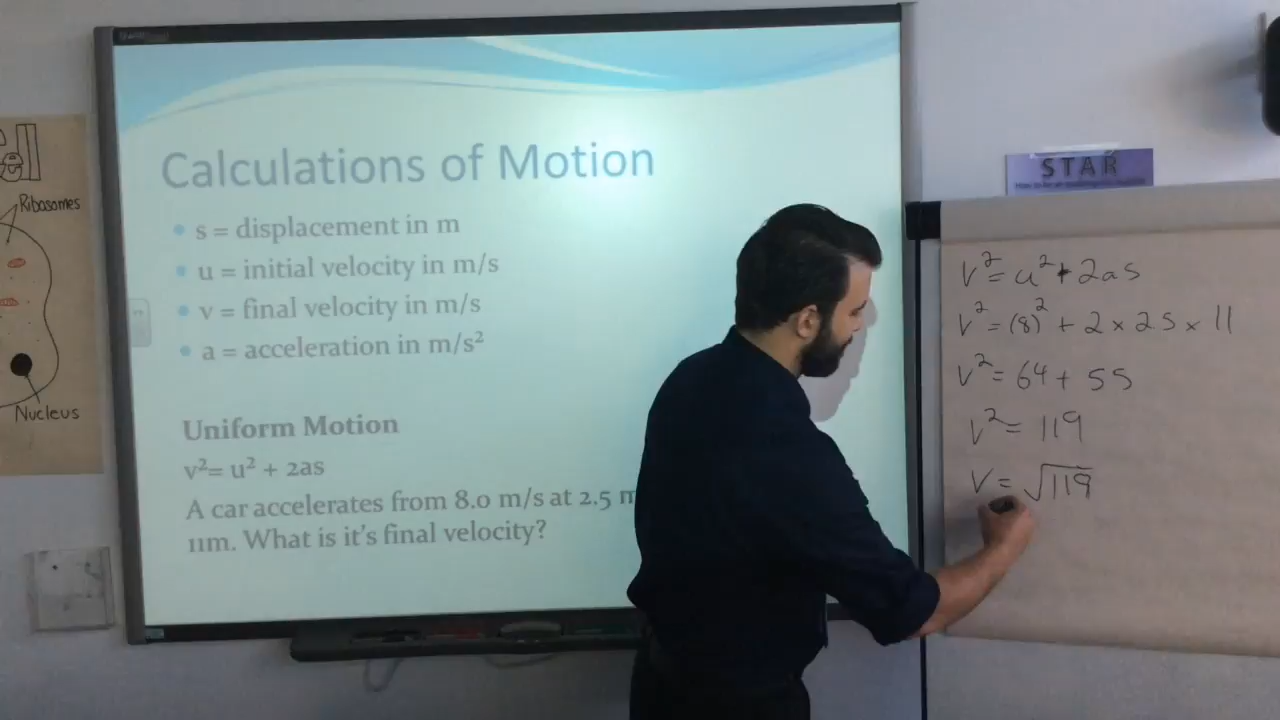 Ribosomes
Nucleus
Calculations of Motion
s = displacement in m
u = initial velocity in m/s
v = final velocity in m/s
a = acceleration in m/s²
Uniform Motion
v²= u² + 2as
A car accelerates from 8.0 m/s at 2.5
11m. What is it's final velocity?
STAR
v² = u² + 2as
v² = (8)² + 2 × 2.5 × 11
v² = 64 + 55
v² = 119
v = √119